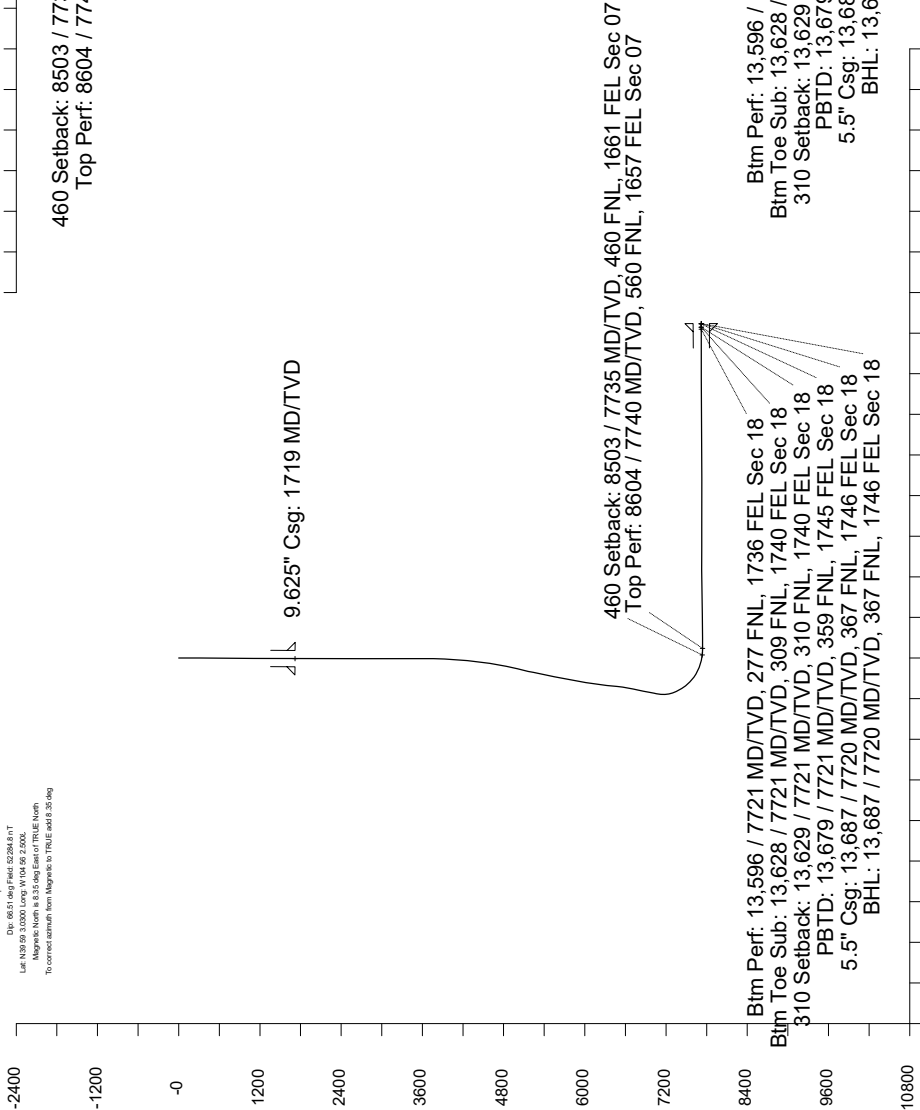 Dip: 66.51 deg Field: 52284.8 nT
Lat: N39 59 3.0300 Long: W104 56 2.500L
Magnetic North is 8.35 deg East of TRUE North
To correct azimuth from Magnetic to TRUE add 8.35 deg
460 Setback: 8503 / 773
Top Perf: 8604 / 774
9.625" Csg: 1719 MD/TVD
460 Setback: 8503 / 7735 MD/TVD, 460 FNL, 1661 FEL Sec 07
Top Perf: 8604 / 7740 MD/TVD, 560 FNL, 1657 FEL Sec 07
Btm Perf: 13,596 / 7721 MD/TVD, 277 FNL, 1736 FEL Sec 18
Btm Toe Sub: 13,628 / 7721 MD/TVD, 309 FNL, 1740 FEL Sec 18
310 Setback: 13,629 / 7721 MD/TVD, 310 FNL, 1740 FEL Sec 18
PBTD: 13,679 / 7721 MD/TVD, 359 FNL, 1745 FEL Sec 18
5.5" Csg: 13,687 / 7720 MD/TVD, 367 FNL, 1746 FEL Sec 18
BHL: 13,687 / 7720 MD/TVD, 367 FNL, 1746 FEL Sec 18
Btm Perf: 13,596 /
Btm Toe Sub: 13,628 /
310 Setback: 13,629
PBTD: 13,679
5.5" Csg: 13,68
BHL: 13,6
-2400
-1200
-0
1200
2400
3600
4800
6000
7200
8400
9600
10800